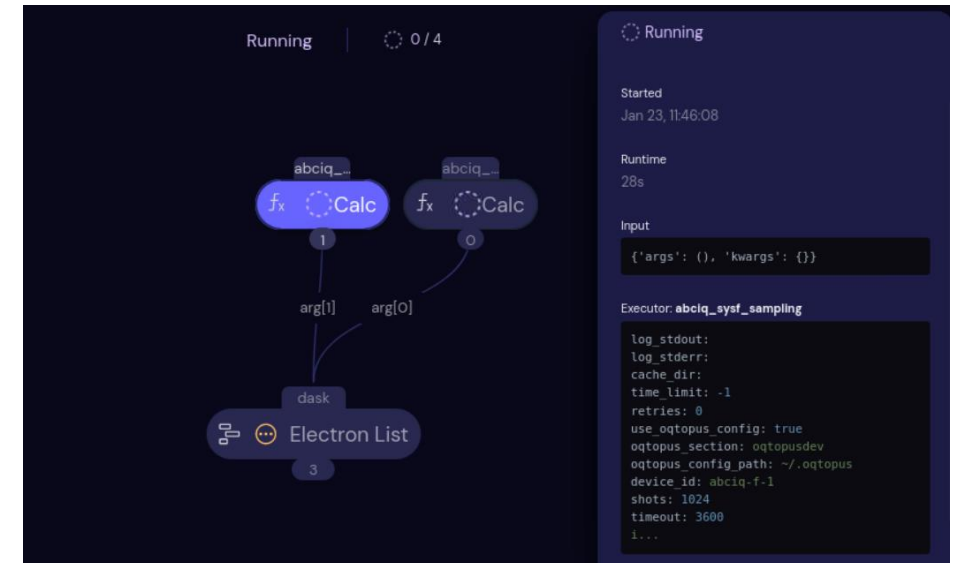 Running
0 / 4
abciq_...
abciq_...
fx Calc
fx Calc
1
0
arg[1]
arg[0]
dask
Electron List
3
Running
Started
Jan 23, 11:46:08
Runtime
28s
Input
{'args': (), 'kwargs': {}}
Executor: abciq_sysf_sampling
log_stdout:
log_stderr:
cache_dir:
time_limit: -1
retries: 0
use_oqtopus_config: true
oqtopus_section: oqtopusdev
oqtopus_config_path: ~/.oqtopus
device_id: abciq-f-1
shots: 1024
timeout: 3600
i...